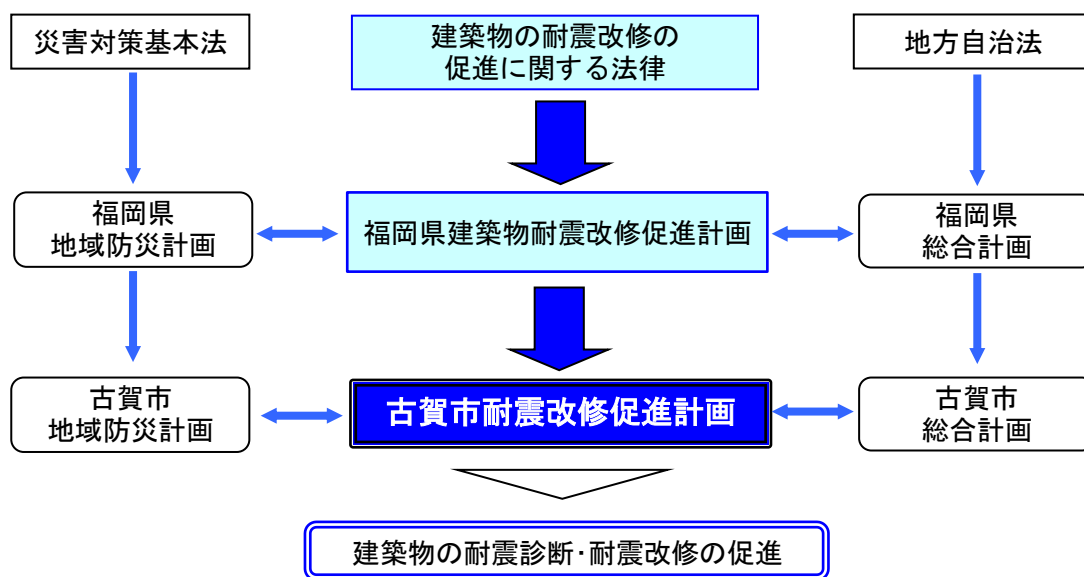 災害対策基本法
建築物の耐震改修の
促進に関する法律
地方自治法
福岡県
地域防災計画
福岡県建築物耐震改修促進計画
福岡県
総合計画
古賀市
地域防災計画
古賀市耐震改修促進計画
古賀市
総合計画
建築物の耐震診断・耐震改修の促進